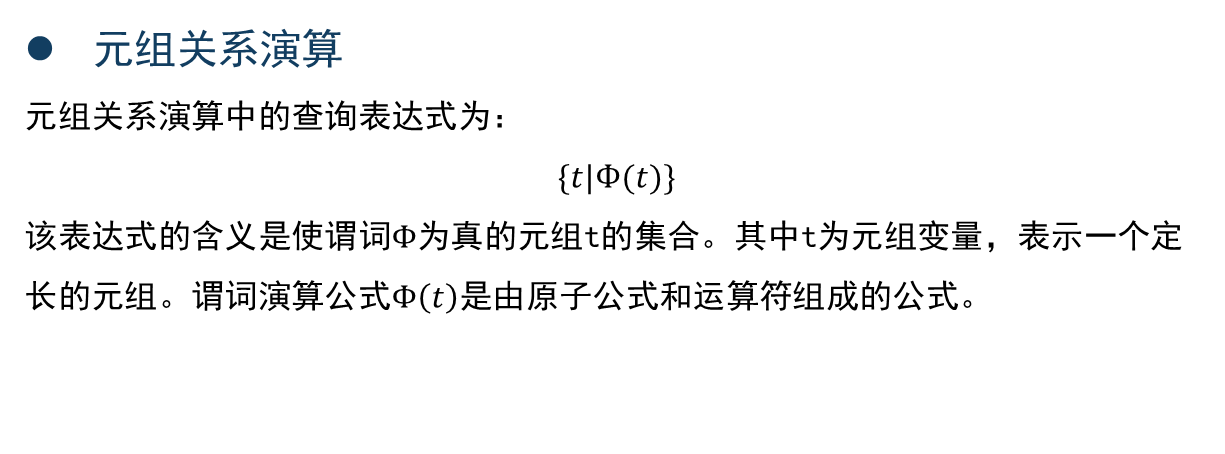 ● 元组关系演算
元组关系演算中的查询表达式为：
{t|Φ(t)}
该表达式的含义是使谓词Φ为真的元组t的集合。其中t为元组变量，表示一个定
长的元组。谓词演算公式Φ(t)是由原子公式和运算符组成的公式。